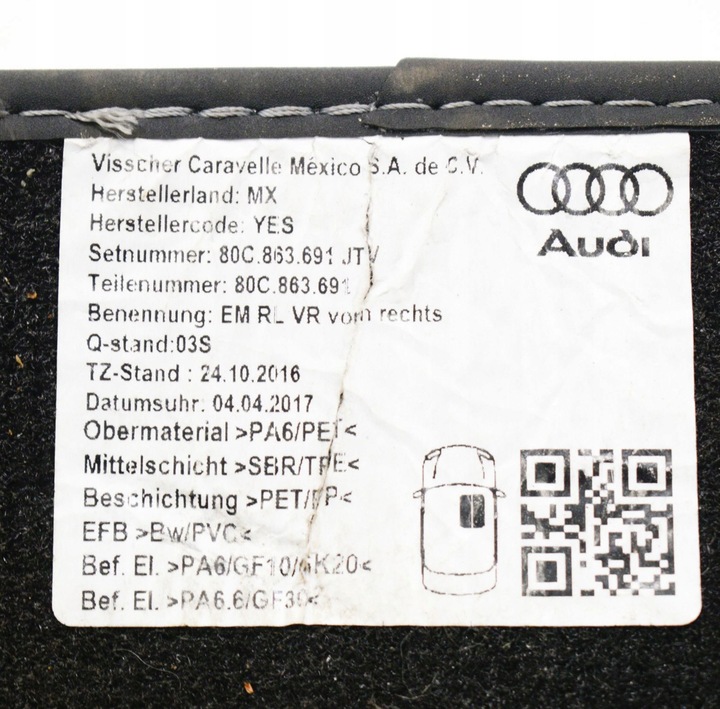 Visscher Caravelle México S.A. de C.V.
Herstellerland: MX
Herstellercode: YES
Setnummer: 80C.863.691 JTV
Teilenummer: 80C.863.691
Benennung: EM RL VR vorn rechts
Q-stand:03S
TZ-Stand : 24.10.2016
Datumsuhr: 04.04.2017
Obermaterial >PA6/PET<
Mittelschicht >SBR/TPE<
Beschichtung >PET/PP<
EFB >Bw/PVC<
Bef. El. >PA6/GF10/GK20<
Bef. El. >PA6.6/GF30<
Audi